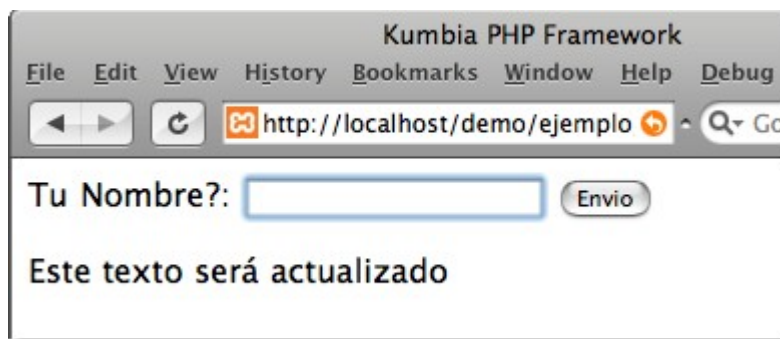 Kumbia PHP Framework
File Edit View History Bookmarks Window Help Debug
http://localhost/demo/ejemplo
Tu Nombre?: Envio
Este texto será actualizado